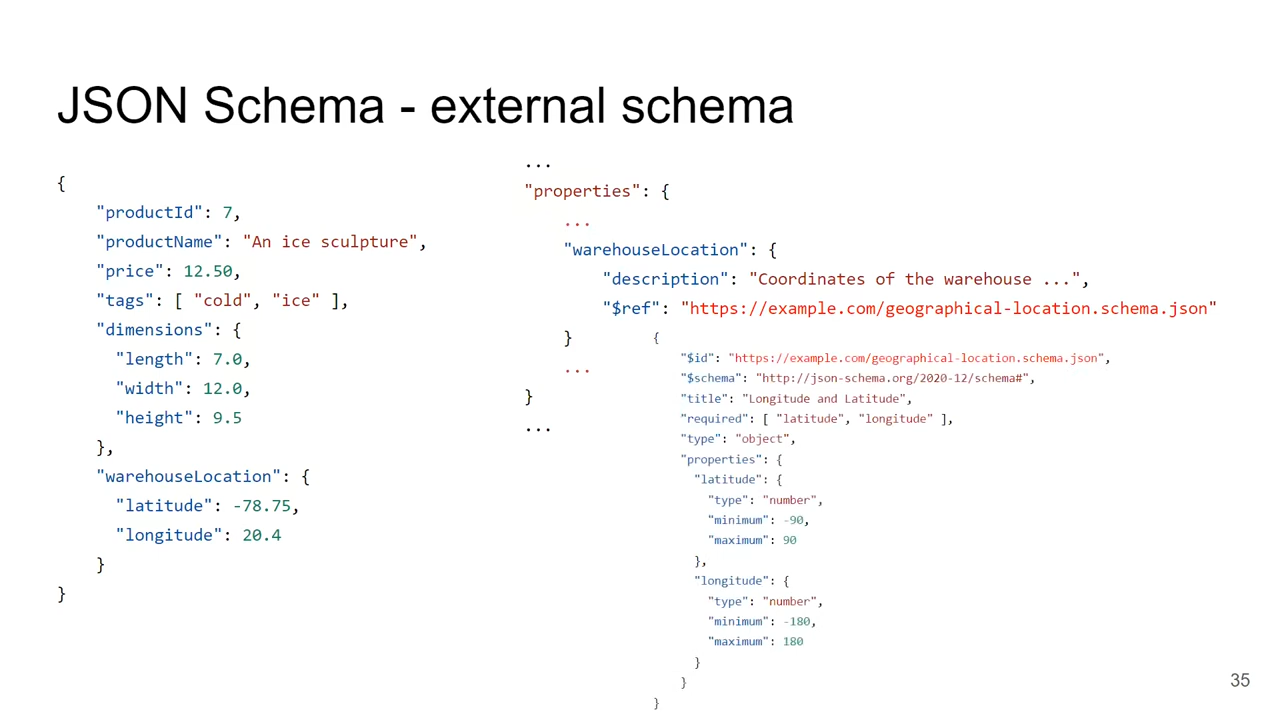 JSON Schema - external schema
{
"productId": 7,
"productName": "An ice sculpture",
"price": 12.50,
"tags": [ "cold", "ice" ],
"dimensions": {
"length": 7.0,
"width": 12.0,
"height": 9.5
},
"warehouseLocation": {
"latitude": -78.75,
"longitude": 20.4
}
}
...
"properties": {
...
"warehouseLocation": {
"description": "Coordinates of the warehouse ...",
"$ref": "https://example.com/geographical-location.schema.json"
}
...
}
...
{
"$id": "https://example.com/geographical-location.schema.json",
"$schema": "http://json-schema.org/2020-12/schema#",
"title": "Longitude and Latitude",
"required": [ "latitude", "longitude" ],
"type": "object",
"properties": {
"latitude": {
"type": "number",
"minimum": -90,
"maximum": 90
},
"longitude": {
"type": "number",
"minimum": -180,
"maximum": 180
}
}
}
35